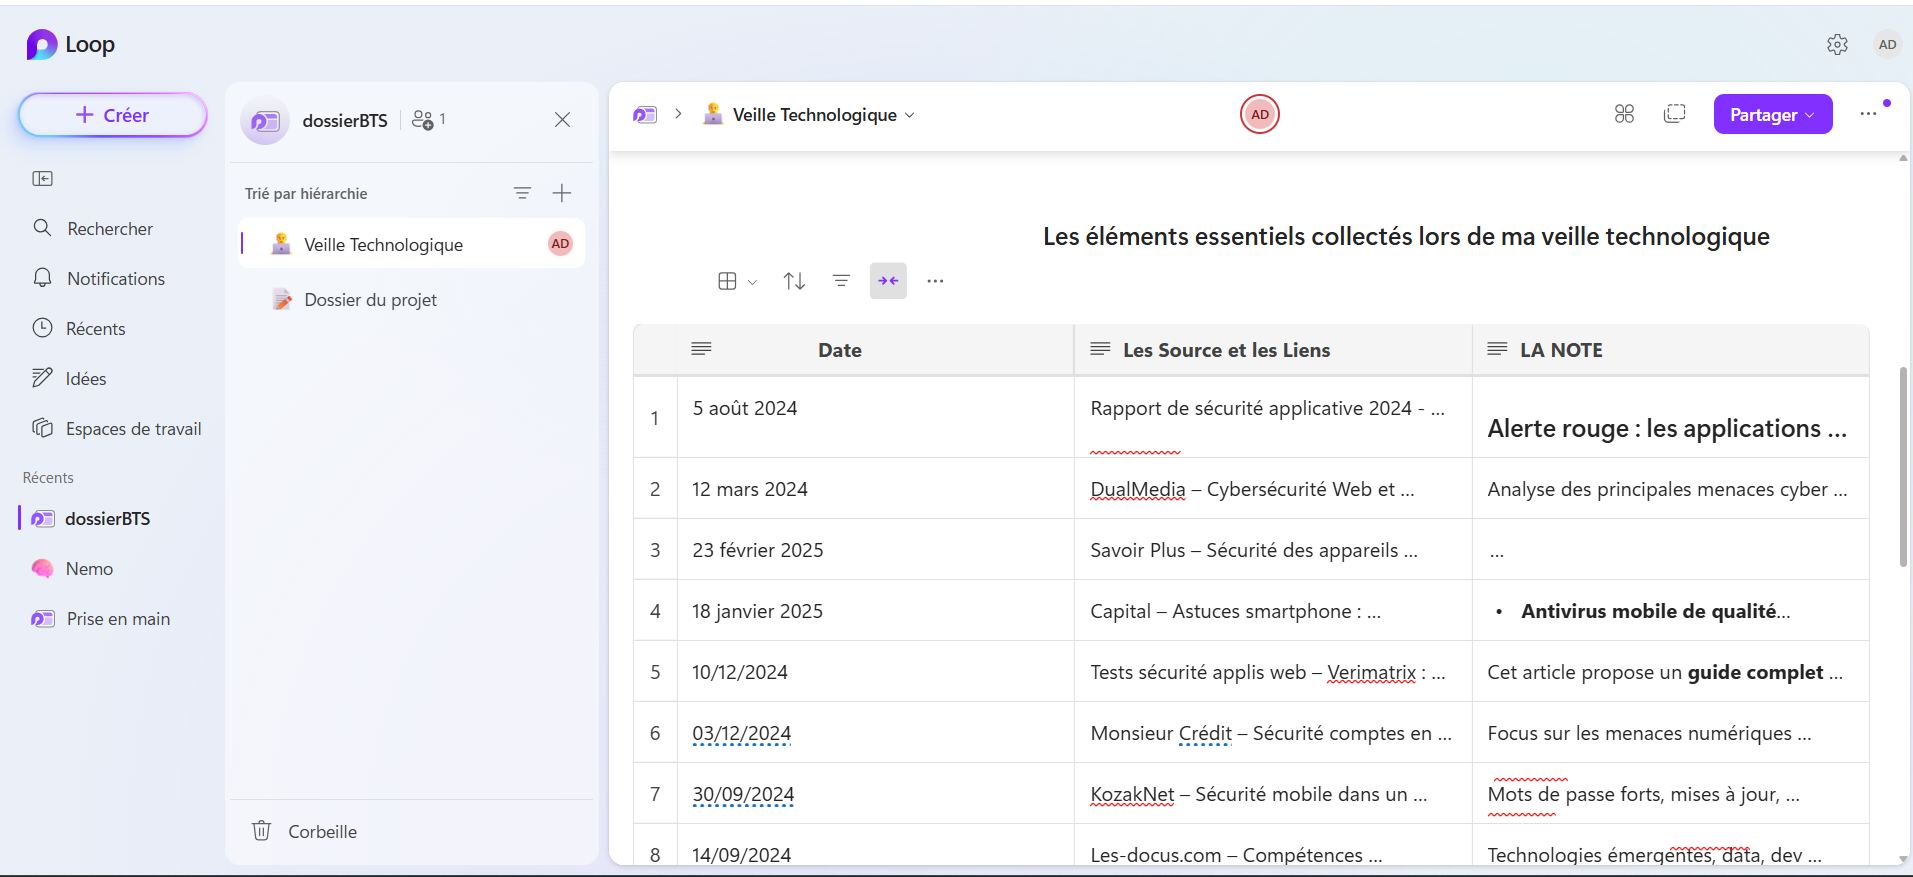 Loop
AD
Créer
Rechercher
Notifications
Récents
Idées
Espaces de travail
Récents
dossierBTS
Nemo
Prise en main
dossierBTS
1
Trié par hiérarchie
Veille Technologique
AD
Dossier du projet
Corbeille
Veille Technologique
AD
Partager
Les éléments essentiels collectés lors de ma veille technologique
Date
Les Source et les Liens
LA NOTE
1 5 août 2024 Rapport de sécurité applicative 2024 - ... Alerte rouge : les applications ...
2 12 mars 2024 DualMedia – Cybersécurité Web et ... Analyse des principales menaces cyber ...
3 23 février 2025 Savoir Plus – Sécurité des appareils ... ...
4 18 janvier 2025 Capital – Astuces smartphone : ... • Antivirus mobile de qualité...
5 10/12/2024 Tests sécurité applis web – Verimatrix : ... Cet article propose un guide complet ...
6 03/12/2024 Monsieur Crédit – Sécurité comptes en ... Focus sur les menaces numériques ...
7 30/09/2024 KozakNet – Sécurité mobile dans un ... Mots de passe forts, mises à jour, ...
8 14/09/2024 Les-docus.com – Compétences ... Technologies émergentes, data, dev ...